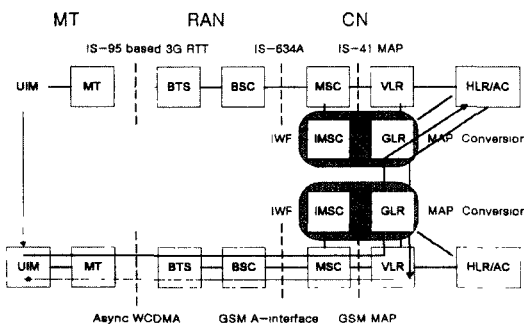 MT RAN CN
IS-95 based 3G RTT IS-634A IS-41 MAP
UIM MT BTS BSC MSC VLR HLR/AC
IWF IMSC GLR MAP Conversion
IWF IMSC GLR MAP Conversion
UIM MT BTS BSC MSC VLR HLR/AC
Async WCDMA GSM A-interface GSM MAP